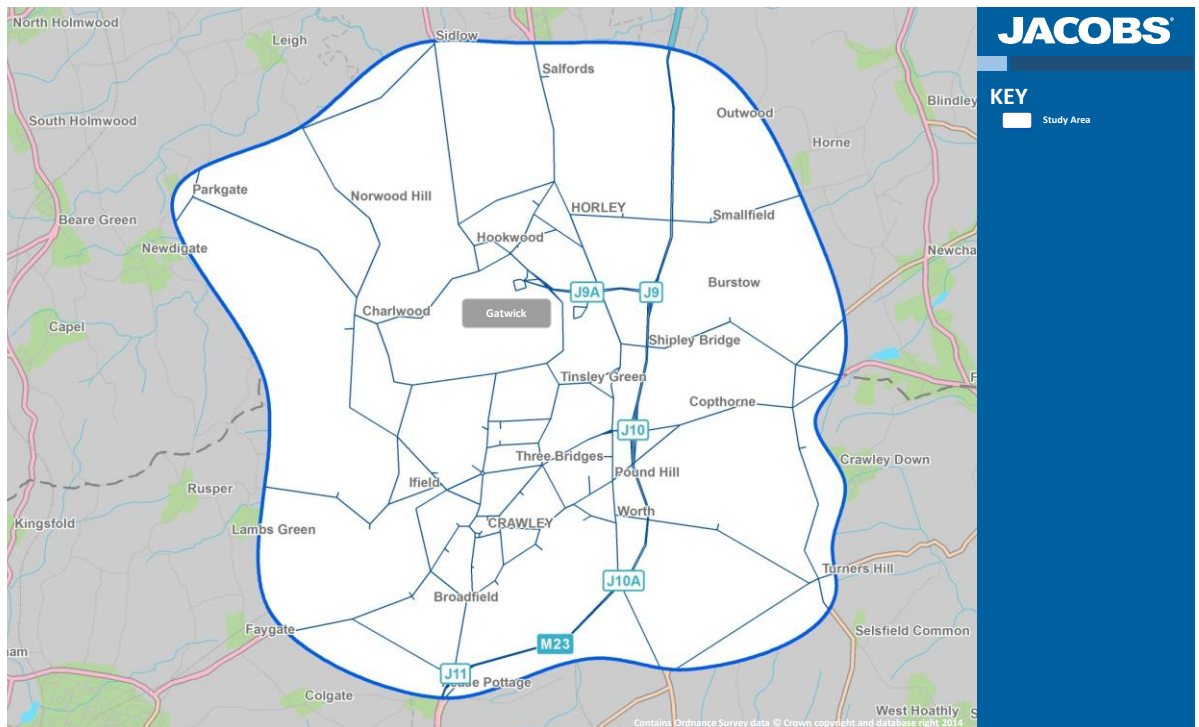 North Holmwood
Leigh
Sidlow
Salfords
JACOBS
KEY
Study Area
South Holmwood
Outwood
Blindley
Horne
Parkgate
Norwood Hill
HORLEY
Smallfield
Beare Green
Newdigate
Hookwood
Newcha
J9A
J9
Burstow
Charlwood
Gatwick
Capel
Shipley Bridge
Tinsley Green
Copthorne
J10
Three Bridges
Crawley Down
Pound Hill
Ifield
Rusper
Kingsfold
Lambs Green
CRAWLEY
Worth
J10A
Turners Hill
Broadfield
Faygate
M23
Selsfield Common
am
J11
ease Pottage
Colgate
West Hoathly
S
Contains Ordnance Survey data © Crown copyright and database right 2014